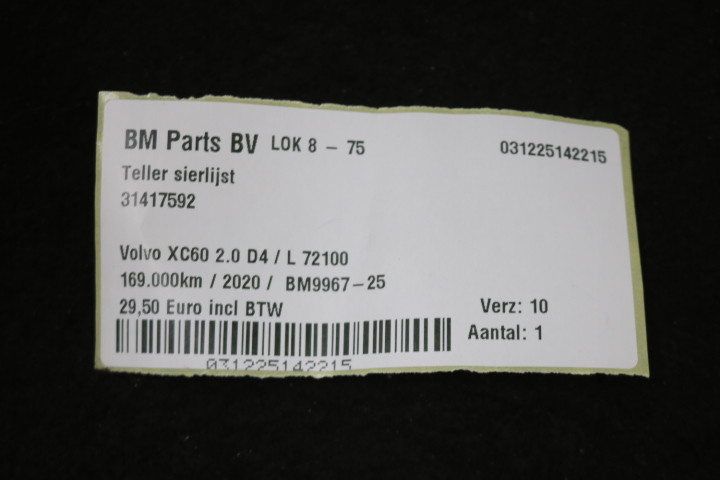 BM Parts BV LOK 8 - 75 031225142215
Teller sierlijst
31417592
Volvo XC60 2.0 D4 / L 72100
169.000km / 2020 / BM9967-25
29,50 Euro incl BTW Verz: 10
Aantal: 1
031225142215